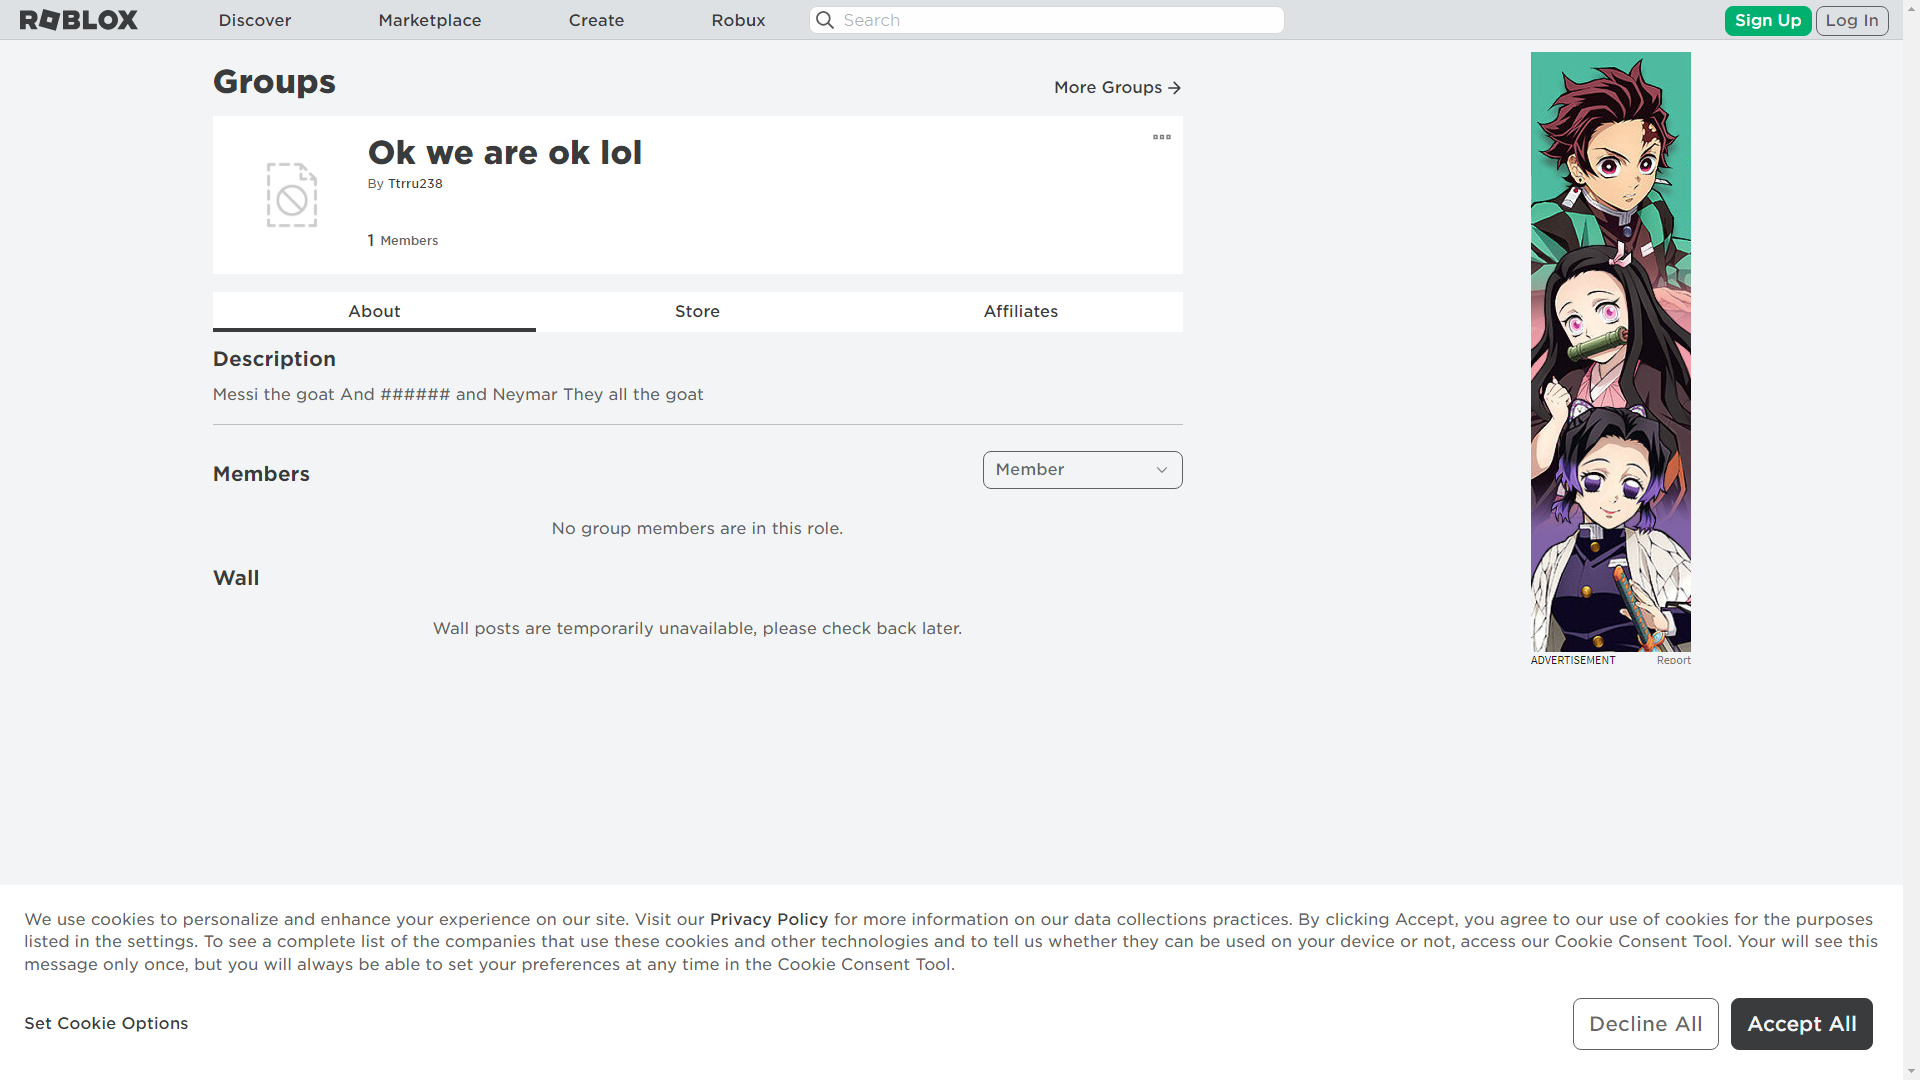 ROBLOX
Discover
Marketplace
Create
Robux
Search
Sign Up
Log In
Groups
More Groups
Ok we are ok lol
By Ttrru238
1 Members
About
Store
Affiliates
Description
Messi the goat And ###### and Neymar They all the goat
Members
Member
No group members are in this role.
Wall
Wall posts are temporarily unavailable, please check back later.
ADVERTISEMENT
Report
We use cookies to personalize and enhance your experience on our site. Visit our Privacy Policy for more information on our data collections practices. By clicking Accept, you agree to our use of cookies for the purposes
listed in the settings. To see a complete list of the companies that use these cookies and other technologies and to tell us whether they can be used on your device or not, access our Cookie Consent Tool. Your will see this
message only once, but you will always be able to set your preferences at any time in the Cookie Consent Tool.
Set Cookie Options
Decline All
Accept All